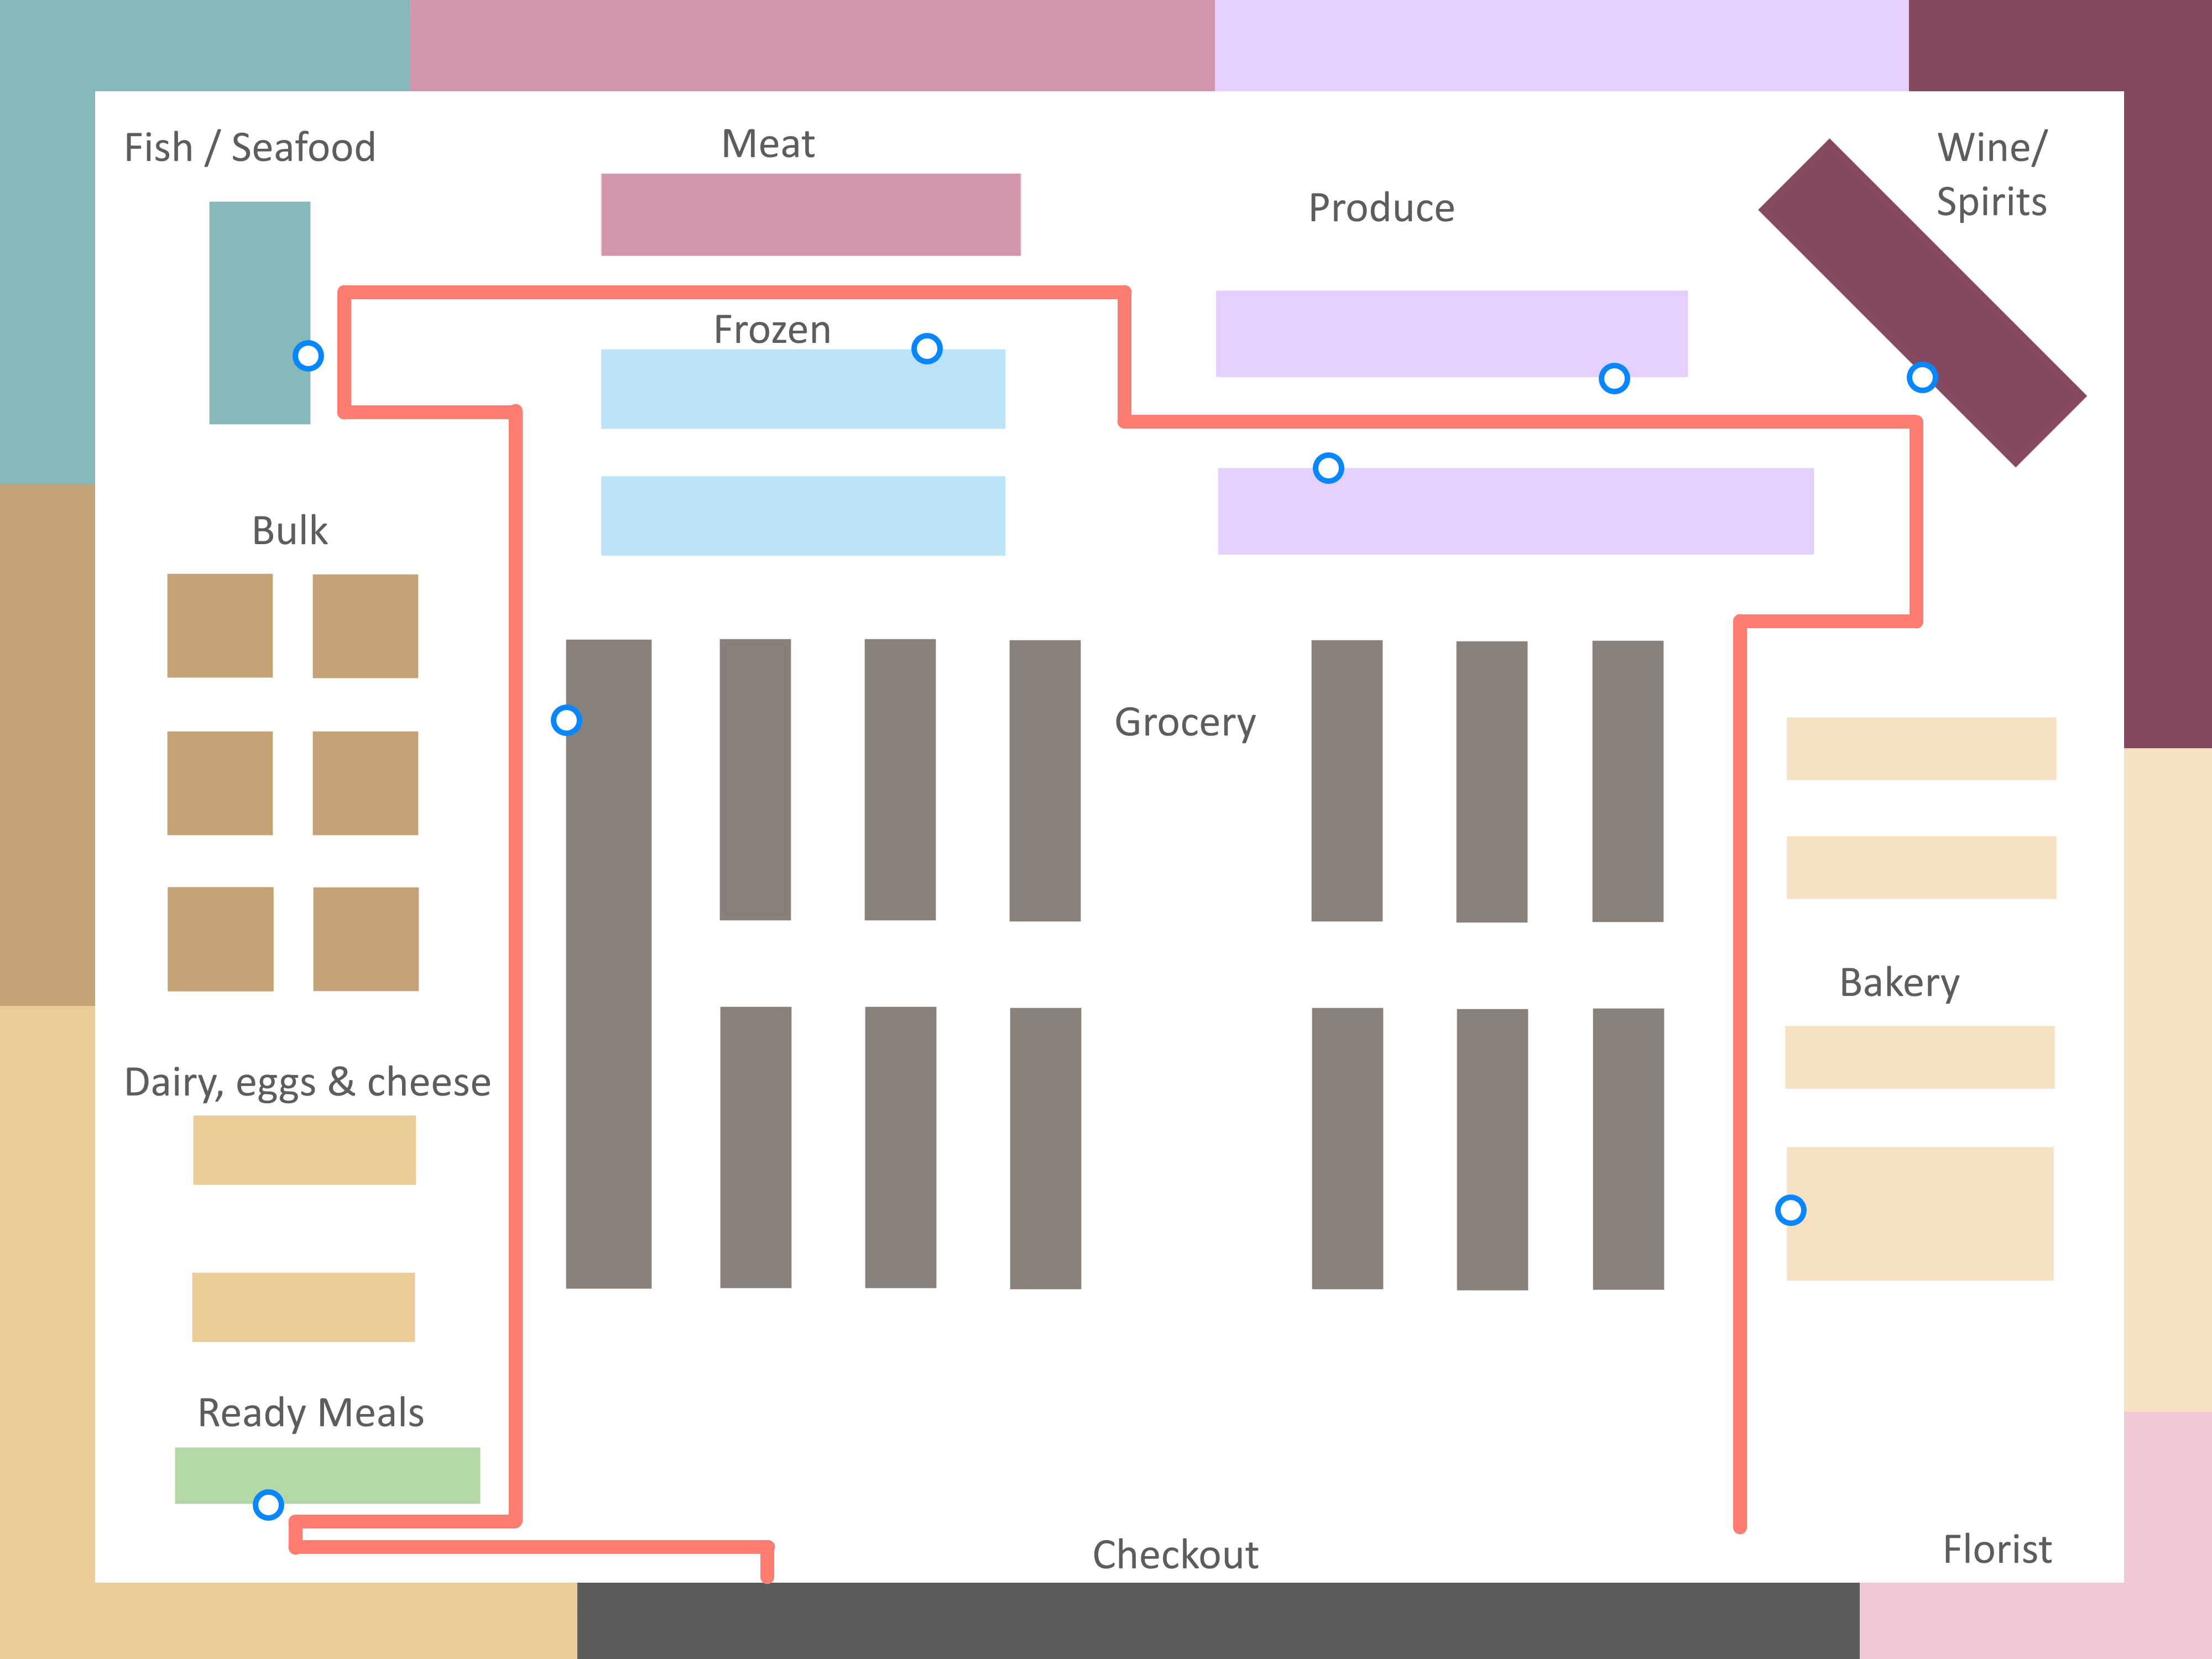 Fish / Seafood
Meat
Wine/
Spirits
Produce
Frozen
Bulk
Grocery
Bakery
Dairy, eggs & cheese
Ready Meals
Checkout
Florist